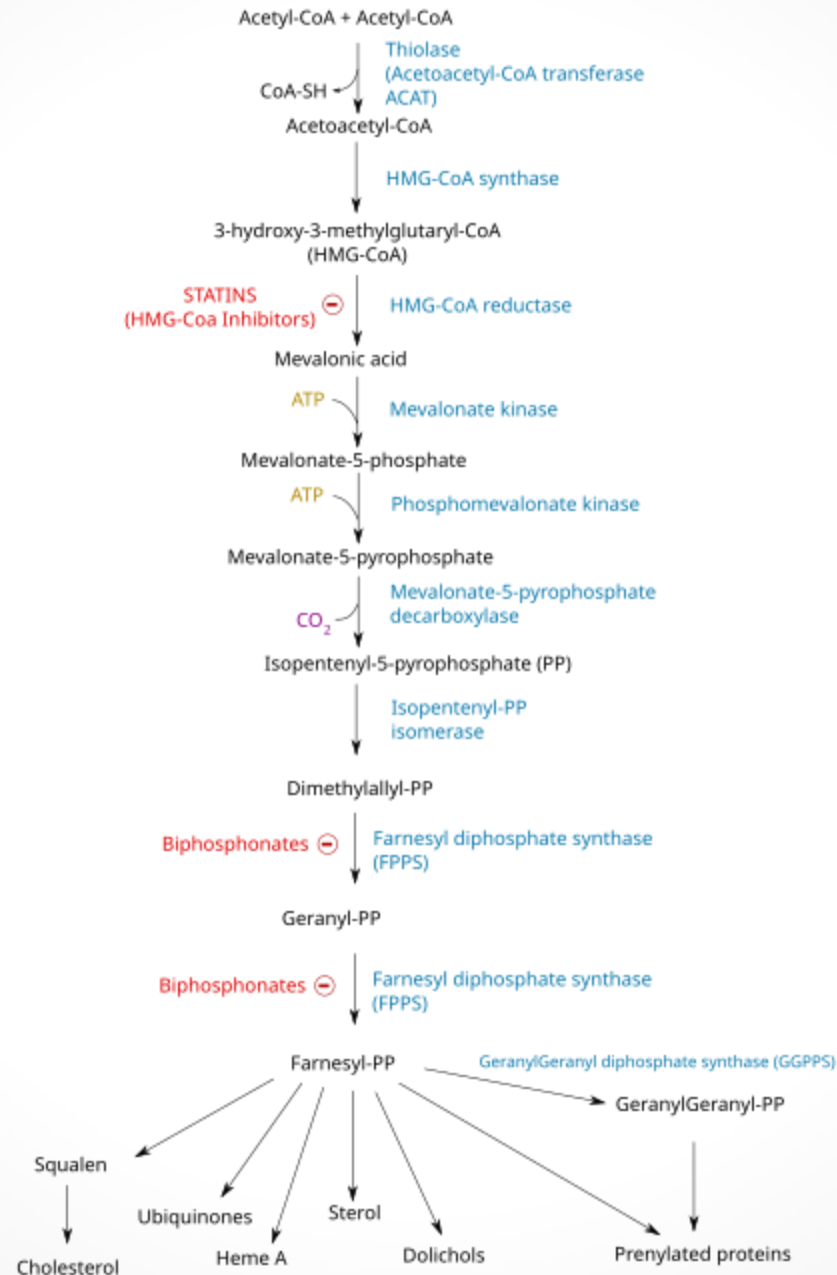 Acetyl-CoA + Acetyl-CoA
Thiolase
(Acetoacetyl-CoA transferase
ACAT)
CoA-SH
Acetoacetyl-CoA
HMG-CoA synthase
3-hydroxy-3-methylglutaryl-CoA
(HMG-CoA)
STATINS
(HMG-Coa Inhibitors)
HMG-CoA reductase
Mevalonic acid
ATP
Mevalonate kinase
Mevalonate-5-phosphate
ATP
Phosphomevalonate kinase
Mevalonate-5-pyrophosphate
Mevalonate-5-pyrophosphate
decarboxylase
CO2
Isopentenyl-5-pyrophosphate (PP)
Isopentenyl-PP
isomerase
Dimethylallyl-PP
Biphosphonates
Farnesyl diphosphate synthase
(FPPS)
Geranyl-PP
Biphosphonates
Farnesyl diphosphate synthase
(FPPS)
Farnesyl-PP
GeranylGeranyl diphosphate synthase (GGPPS)
GeranylGeranyl-PP
Squalen
Ubiquinones
Sterol
Cholesterol
Heme A
Dolichols
Prenylated proteins